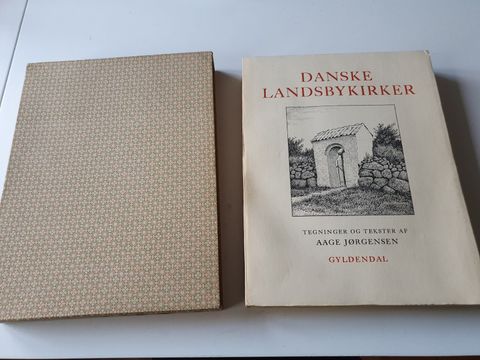 DANSKE
LANDSBYKIRKER
TEGNINGER OG TEKSTER AF
AAGE JØRGENSEN
GYLDENDAL